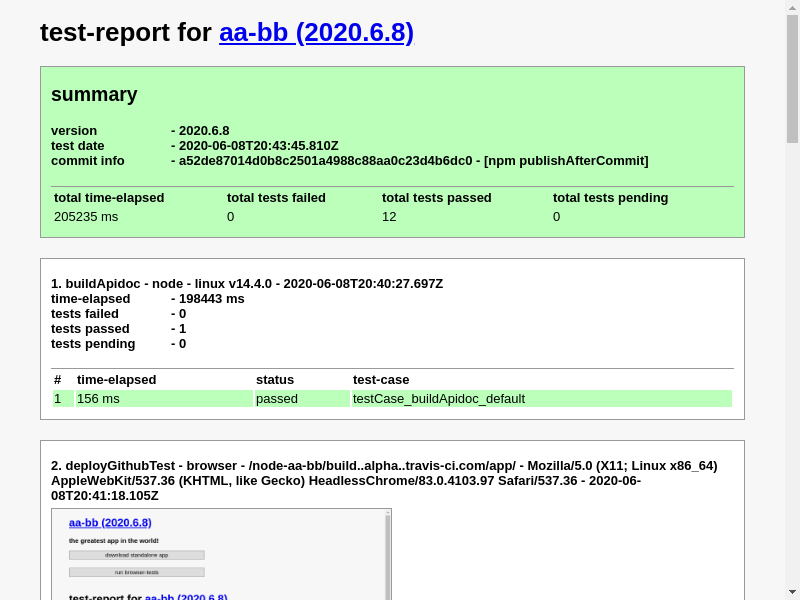 test-report for aa-bb (2020.6.8)
summary
version - 2020.6.8
test date - 2020-06-08T20:43:45.810Z
commit info - a52de87014d0b8c2501a4988c88aa0c23d4b6dc0 - [npm publishAfterCommit]
total time-elapsed total tests failed total tests passed total tests pending
205235 ms 0 12 0
1. buildApidoc - node - linux v14.4.0 - 2020-06-08T20:40:27.697Z
time-elapsed - 198443 ms
tests failed - 0
tests passed - 1
tests pending - 0
# time-elapsed status test-case
1 156 ms passed testCase_buildApidoc_default
2. deployGithubTest - browser - /node-aa-bb/build..alpha..travis-ci.com/app/ - Mozilla/5.0 (X11; Linux x86_64)
AppleWebKit/537.36 (KHTML, like Gecko) HeadlessChrome/83.0.4103.97 Safari/537.36 - 2020-06-
08T20:41:18.105Z
aa-bb (2020.6.8)
the greatest app in the world!
download standalone app
run browser-tests
test-report for aa-bb (2020.6.8)